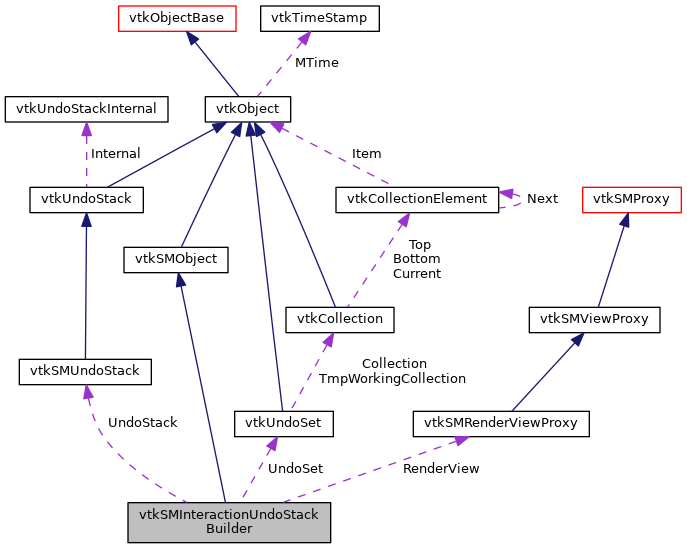 vtkObjectBase
vtkTimeStamp
MTime
vtkUndoStackInternal
vtkObject
Internal
Item
vtkUndoStack
vtkCollectionElement
Next
vtkSMProxy
Top
Bottom
Current
vtkSMObject
vtkCollection
vtkSMViewProxy
vtkSMUndoStack
Collection
TmpWorkingCollection
UndoStack
vtkUndoSet
vtkSMRenderViewProxy
UndoSet
RenderView
vtkSMInteractionUndoStack
Builder